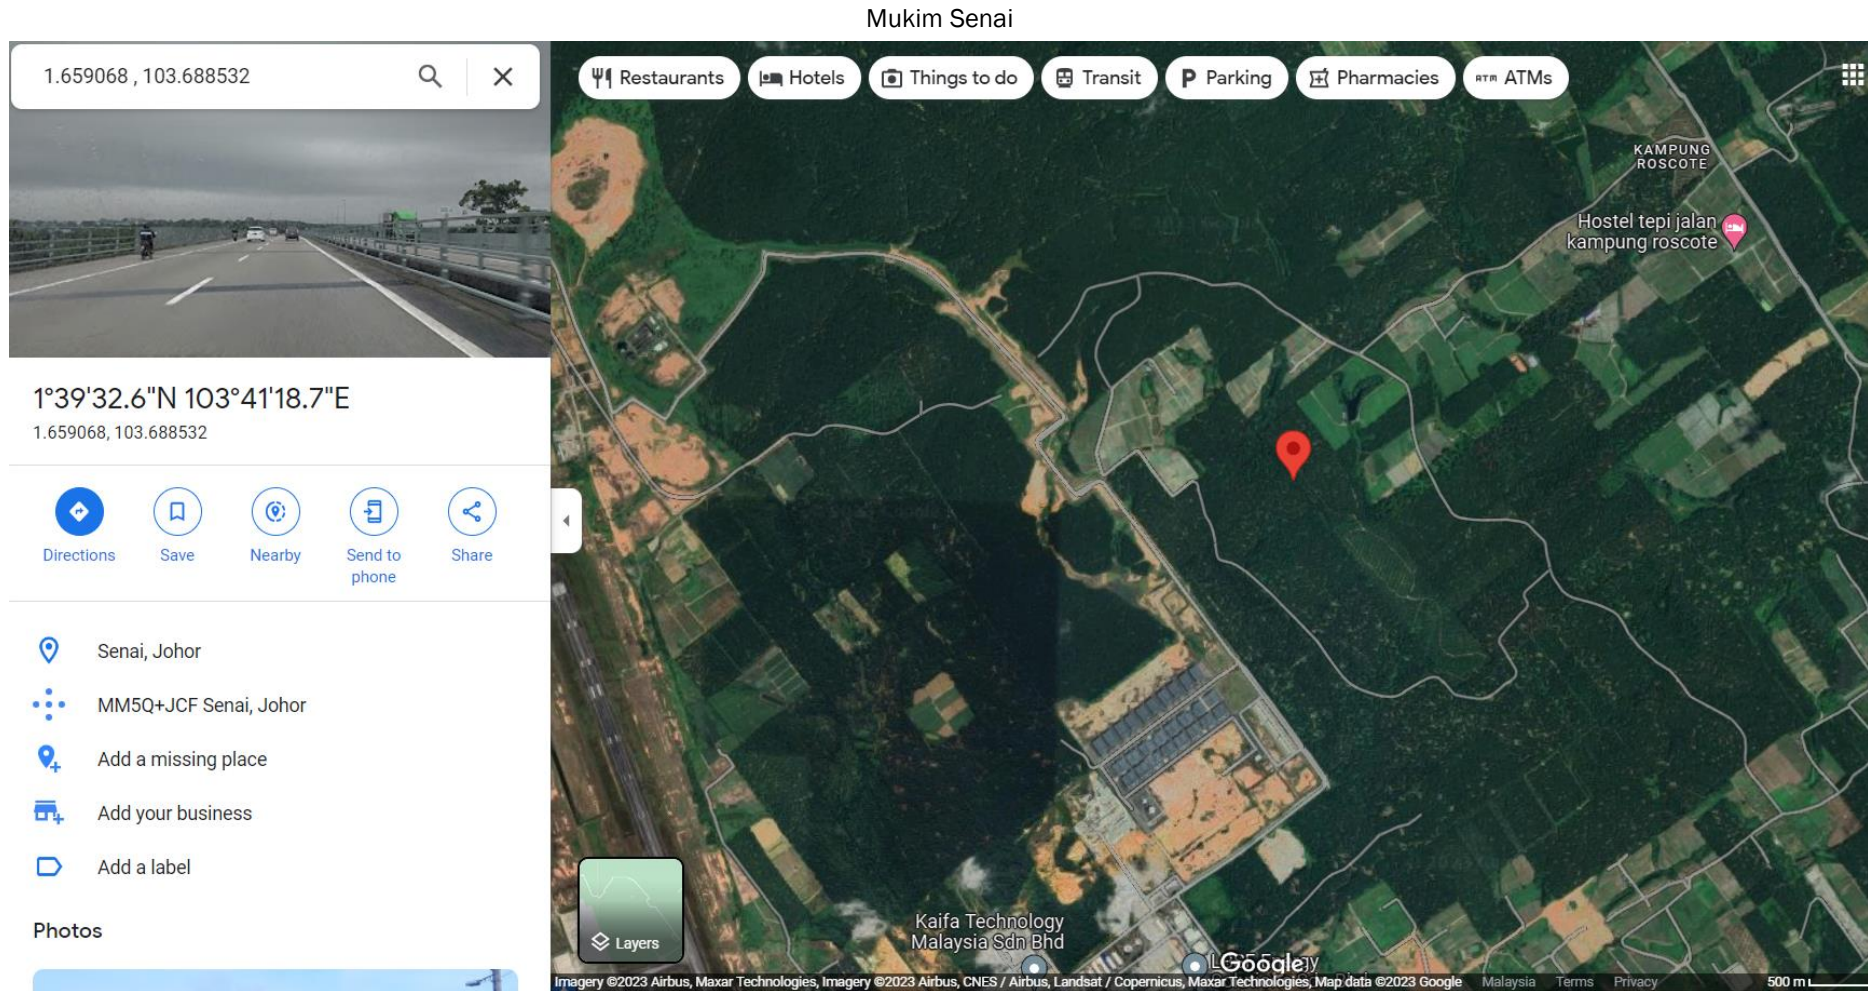 Mukim Senai
1.659068 , 103.688532
Restaurants
Hotels
Things to do
Transit
Parking
Pharmacies
ATM ATMs
KAMPUNG
ROSCOTE
Hostel tepi jalan
kampung roscote
1°39'32.6"N 103°41'18.7"E
1.659068, 103.688532
Directions
Save
Nearby
Send to
phone
Share
Senai, Johor
MM5Q+JCF Senai, Johor
Add a missing place
Add your business
Add a label
Photos
Layers
Kaifa Technology
Malaysia Sdn Bhd
Google
Imagery ©2023 Airbus, Maxar Technologies, Imagery ©2023 Airbus, CNES / Airbus, Landsat / Copernicus, Maxar Technologies, Map data ©2023 Google
Malaysia
Terms
Privacy
500 m